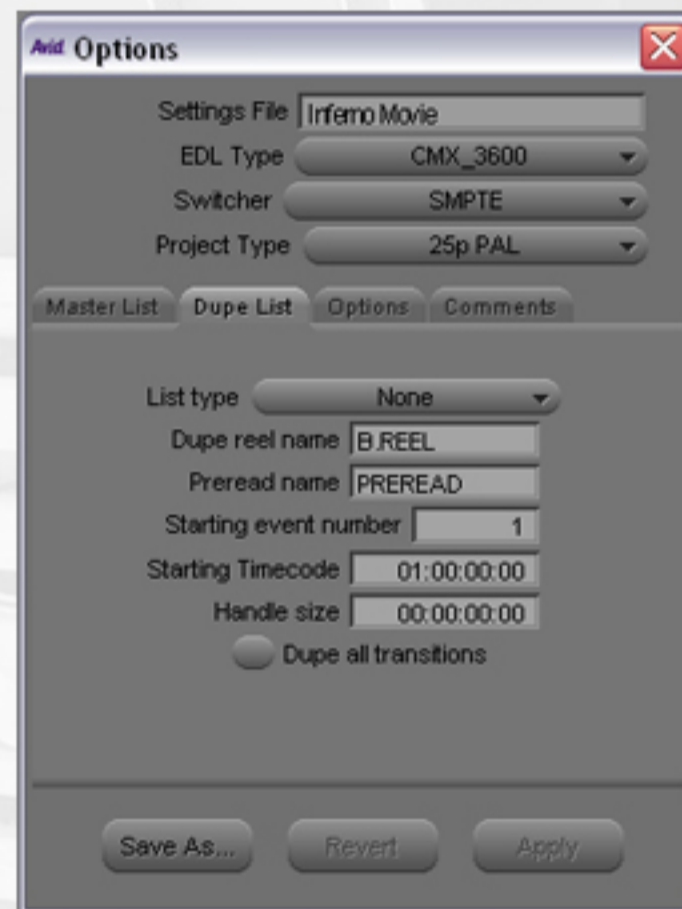 Avid Options
Settings File Inferno Movie
EDL Type CMX_3600
Switcher SMPTE
Project Type 25p PAL
Master List Dupe List Options Comments
List type None
Dupe reel name B.REEL
Preread name PREREAD
Starting event number 1
Starting Timecode 01:00:00:00
Handle size 00:00:00:00
Dupe all transitions
Save As... Revert Apply